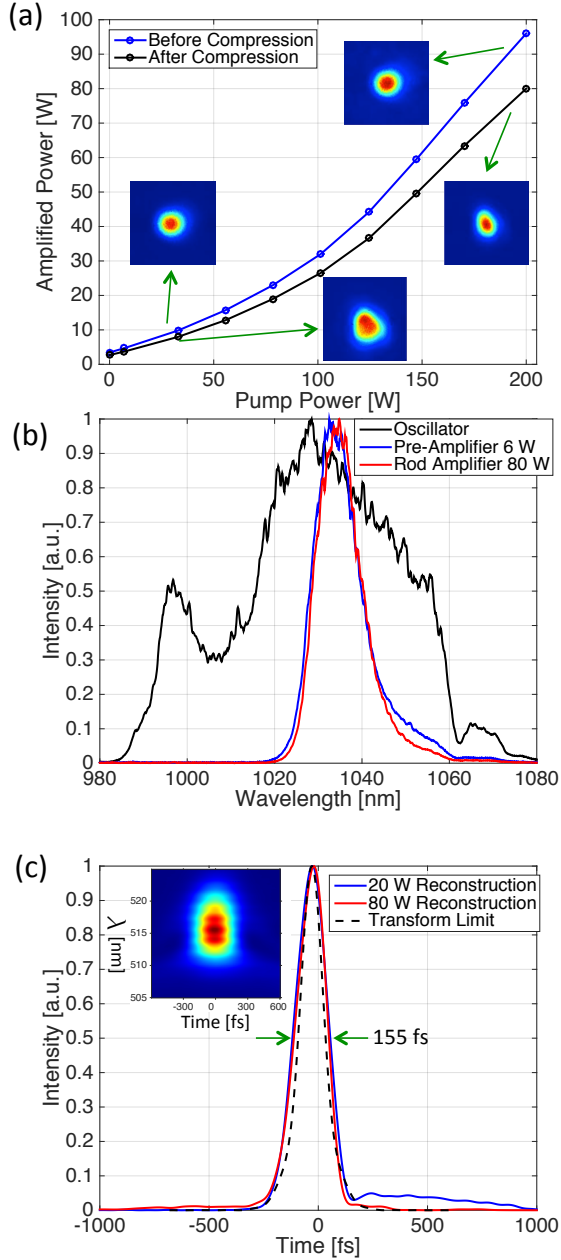 (a)
Before Compression
After Compression
Amplified Power [W]
100
90
80
70
60
50
40
30
20
10
0
0 50 100 150 200
Pump Power [W]
(b)
Oscillator
Pre-Amplifier 6 W
Rod Amplifier 80 W
Intensity [a.u.]
1
0.9
0.8
0.7
0.6
0.5
0.4
0.3
0.2
0.1
0
980 1000 1020 1040 1060 1080
Wavelength [nm]
(c)
20 W Reconstruction
80 W Reconstruction
Transform Limit
Intensity [a.u.]
1
0.9
0.8
0.7
0.6
0.5
0.4
0.3
0.2
0.1
0
520
515
510
505
λ [nm]
-300 0 300 600
Time [fs]
155 fs
-1000 -500 0 500 1000
Time [fs]